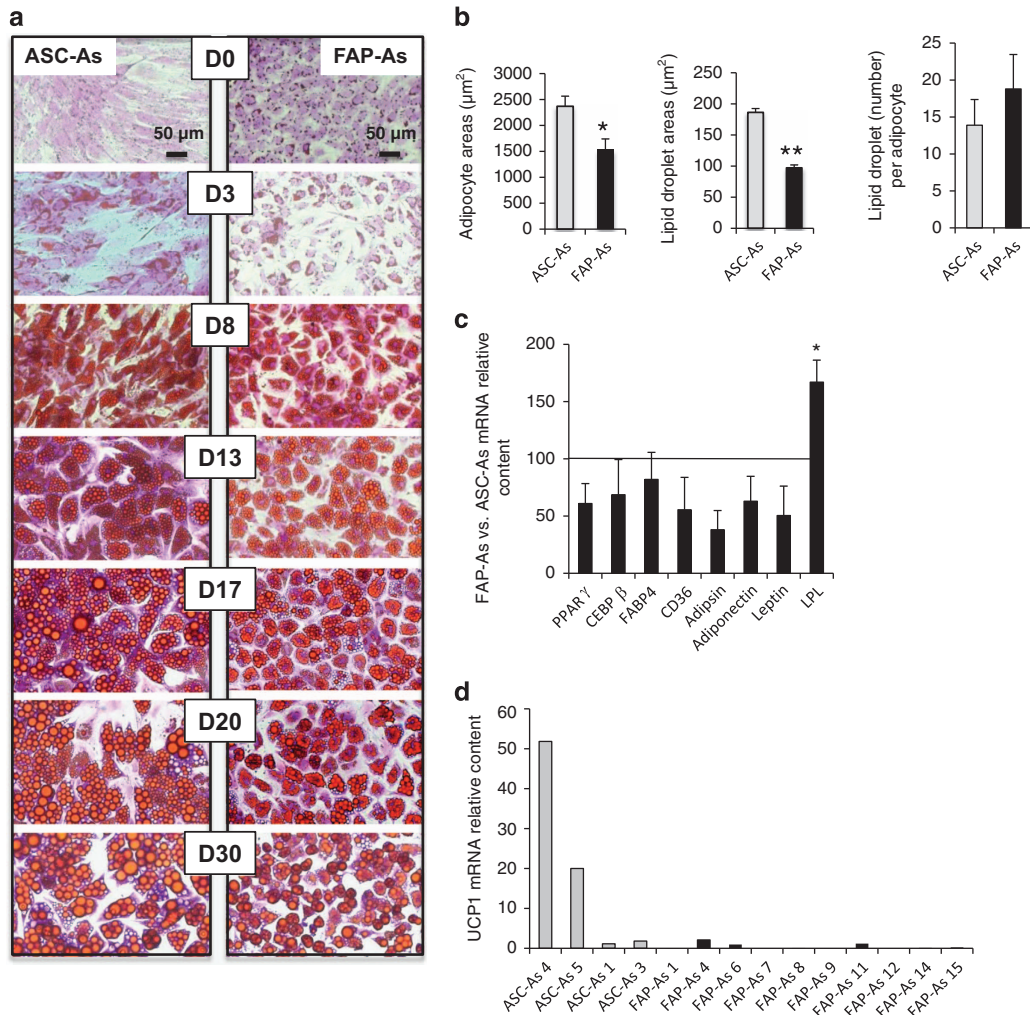 a
ASC-As
D0
FAP-As
50 µm
50 µm
D3
D8
D13
D17
D20
D30
b
Adipocyte areas (µm²)
3000
2500
2000
1500
1000
500
0
*
ASC-As
FAP-As
Lipid droplet areas (µm²)
250
200
150
100
50
0
**
ASC-As
FAP-As
Lipid droplet (number)
per adipocyte
25
20
15
10
5
0
ASC-As
FAP-As
c
FAP-As vs. ASC-As mRNA relative
content
200
150
100
50
0
*
PPAR γ
CEBP β
FABP4
CD36
Adipsin
Adiponectin
Leptin
LPL
d
UCP1 mRNA relative content
60
50
40
30
20
10
0
ASC-As 4
ASC-As 5
ASC-As 1
ASC-As 3
FAP-As 1
FAP-As 4
FAP-As 6
FAP-As 7
FAP-As 8
FAP-As 9
FAP-As 11
FAP-As 12
FAP-As 14
FAP-As 15